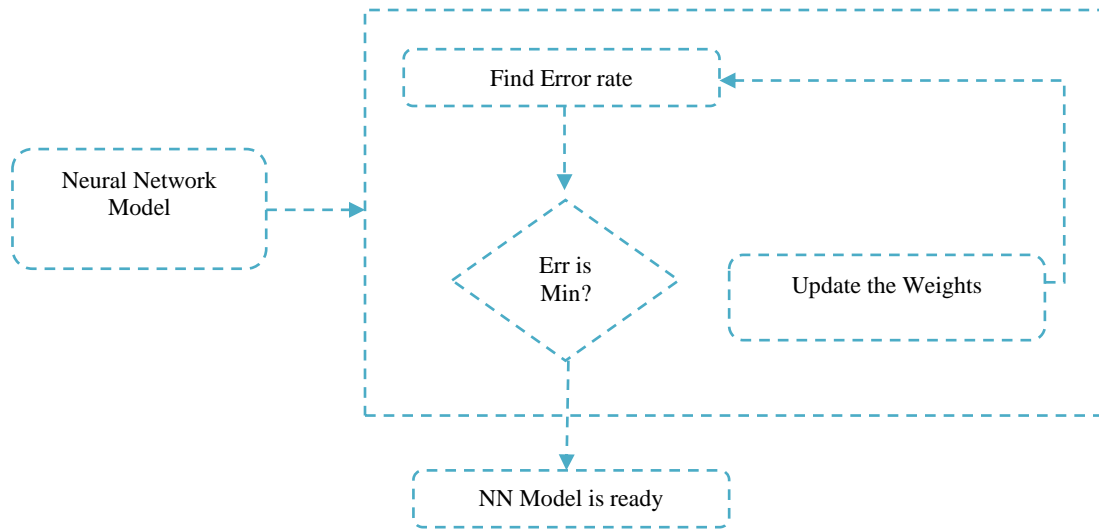 Find Error rate
Neural Network
Model
Err is
Min?
Update the Weights
NN Model is ready